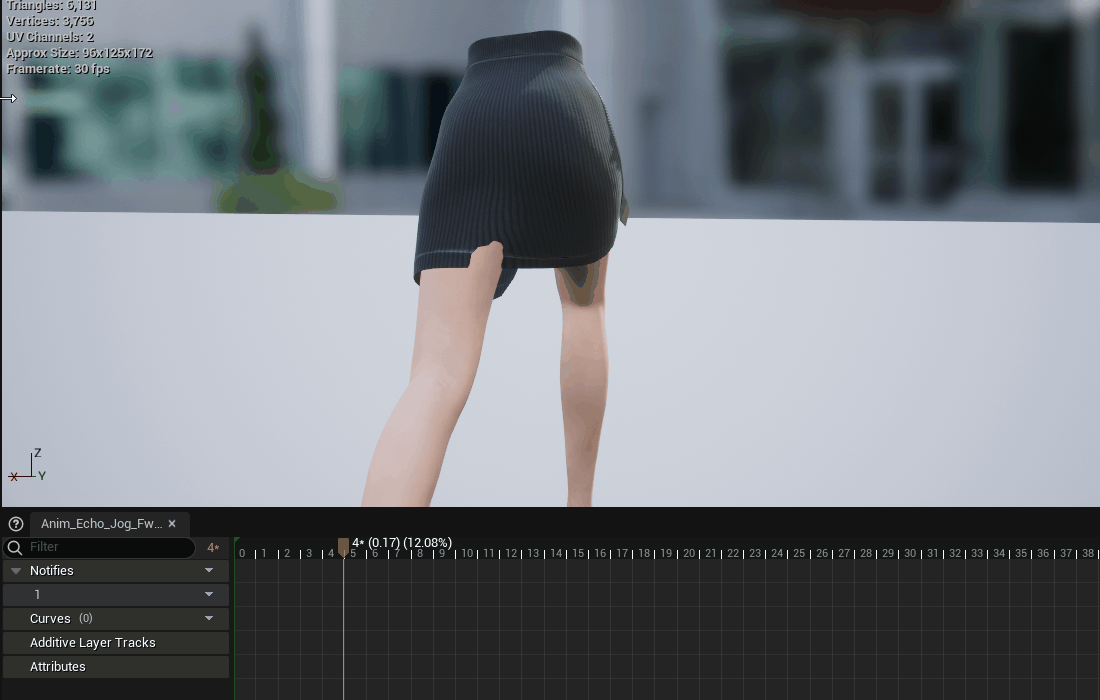 Triangles: 6,131
Vertices: 3,756
UV Channels: 2
Approx Size: 96x125x172
Framerate: 30 fps
Z
X Y
Anim_Echo_Jog_Fw...
Filter 4*
4* (0.17) (12.08%)
0 1 2 3 4 5 6 7 8 9 10 11 12 13 14 15 16 17 18 19 20 21 22 23 24 25 26 27 28 29 30 31 32 33 34 35 36 37 38
Notifies
1
Curves (0)
Additive Layer Tracks
Attributes